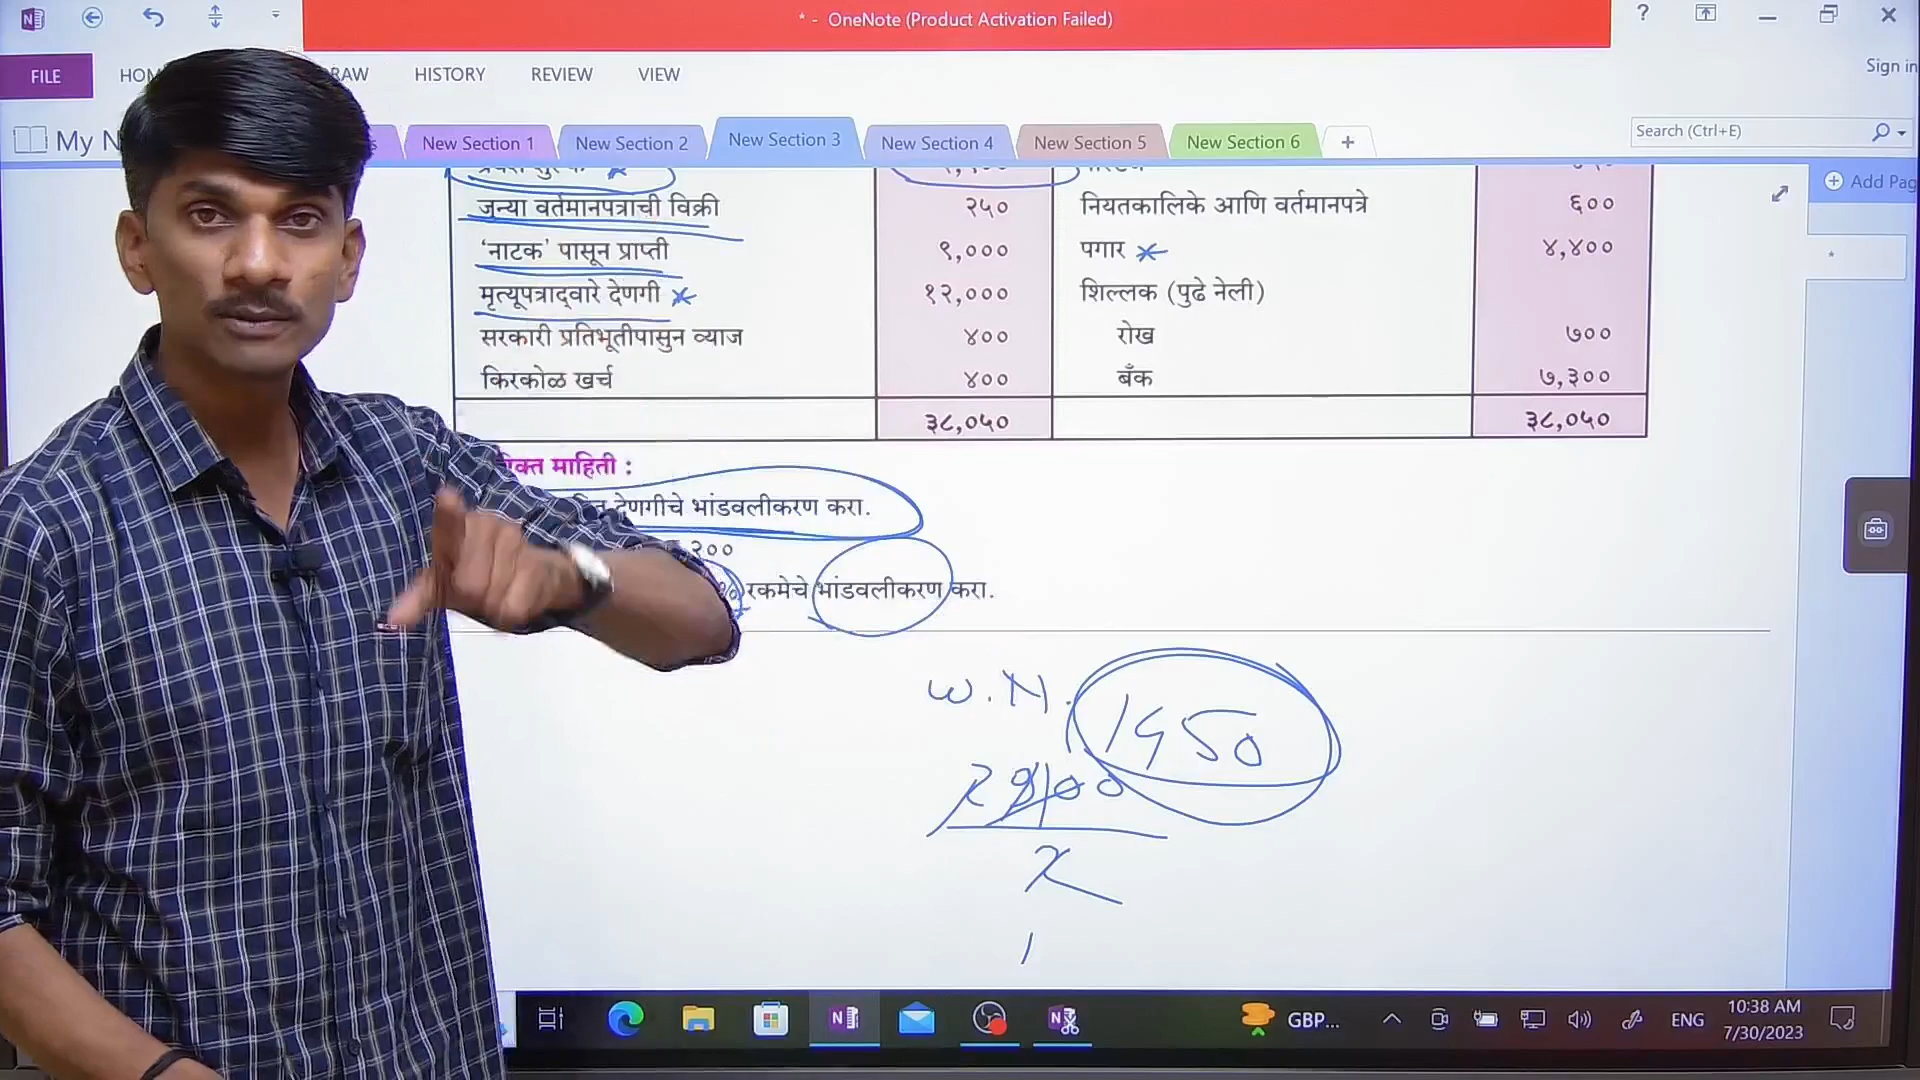 * - OneNote (Product Activation Failed)
?
FILE HOM RAW HISTORY REVIEW VIEW
Sign in
My N s New Section 1 New Section 2 New Section 3 New Section 4 New Section 5 New Section 6 +
Search (Ctrl+E)
Add Pag
जून्या वर्तमानपत्राची विक्री २५० नियतकालिके आणि वर्तमानपत्रे ६००
‘नाटक’ पासून प्राप्ती ९,००० पगार ४,४००
मृत्यूपत्राद्वारे देणगी १२,००० शिल्लक (पुढे नेली)
सरकारी प्रतिभूतीपासुन व्याज ४०० रोख ७००
किरकोळ खर्च ४०० बँक ७,३००
३८,०५० ३८,०५०
माहिती :
देणगीचे भांडवलीकरण करा.
२००
% रकमेचे भांडवलीकरण करा.
W.N.
1950
GBP...
ENG
10:38 AM
7/30/2023